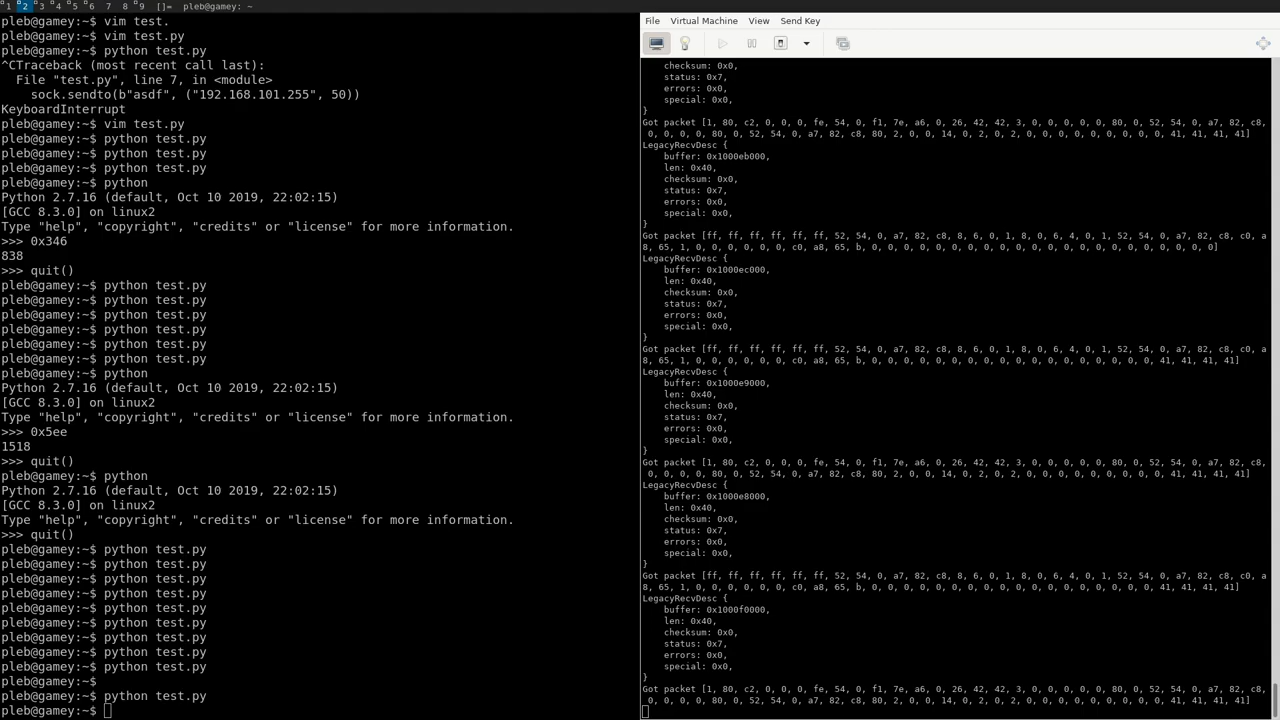 1 2 3 4 5 6 7 8 9 []= pleb@gamey: ~
pleb@gamey:~$ vim test.
pleb@gamey:~$ vim test.py
pleb@gamey:~$ python test.py
^CTraceback (most recent call last):
  File "test.py", line 7, in <module>
    sock.sendto(b"asdf", ("192.168.101.255", 50))
KeyboardInterrupt
pleb@gamey:~$ vim test.py
pleb@gamey:~$ python test.py
pleb@gamey:~$ python test.py
pleb@gamey:~$ python test.py
pleb@gamey:~$ python
Python 2.7.16 (default, Oct 10 2019, 22:02:15)
[GCC 8.3.0] on linux2
Type "help", "copyright", "credits" or "license" for more information.
>>> 0x346
838
>>> quit()
pleb@gamey:~$ python test.py
pleb@gamey:~$ python test.py
pleb@gamey:~$ python test.py
pleb@gamey:~$ python test.py
pleb@gamey:~$ python test.py
pleb@gamey:~$ python test.py
pleb@gamey:~$ python
Python 2.7.16 (default, Oct 10 2019, 22:02:15)
[GCC 8.3.0] on linux2
Type "help", "copyright", "credits" or "license" for more information.
>>> 0x5ee
1518
>>> quit()
pleb@gamey:~$ python
Python 2.7.16 (default, Oct 10 2019, 22:02:15)
[GCC 8.3.0] on linux2
Type "help", "copyright", "credits" or "license" for more information.
>>> quit()
pleb@gamey:~$ python test.py
pleb@gamey:~$ python test.py
pleb@gamey:~$ python test.py
pleb@gamey:~$ python test.py
pleb@gamey:~$ python test.py
pleb@gamey:~$ python test.py
pleb@gamey:~$ python test.py
pleb@gamey:~$ python test.py
pleb@gamey:~$ python test.py
pleb@gamey:~$
pleb@gamey:~$ python test.py
pleb@gamey:~$
File Virtual Machine View Send Key
    checksum: 0x0,
    status: 0x7,
    errors: 0x0,
    special: 0x0,
}
Got packet [1, 80, c2, 0, 0, 0, fe, 54, 0, f1, 7e, a6, 0, 26, 42, 42, 3, 0, 0, 0, 0, 0, 80, 0, 52, 54, 0, a7, 82, c8,
 0, 0, 0, 0, 80, 0, 52, 54, 0, a7, 82, c8, 80, 2, 0, 0, 14, 0, 2, 0, 2, 0, 0, 0, 0, 0, 0, 0, 0, 0, 41, 41, 41, 41]
LegacyRecvDesc {
    buffer: 0x1000eb000,
    len: 0x40,
    checksum: 0x0,
    status: 0x7,
    errors: 0x0,
    special: 0x0,
}
Got packet [ff, ff, ff, ff, ff, ff, 52, 54, 0, a7, 82, c8, 8, 6, 0, 1, 8, 0, 6, 4, 0, 1, 52, 54, 0, a7, 82, c8, c0, a
8, 65, 1, 0, 0, 0, 0, 0, 0, c0, a8, 65, b, 0, 0, 0, 0, 0, 0, 0, 0, 0, 0, 0, 0, 0, 0, 0, 0, 0, 0, 0, 0, 0, 0]
LegacyRecvDesc {
    buffer: 0x1000ec000,
    len: 0x40,
    checksum: 0x0,
    status: 0x7,
    errors: 0x0,
    special: 0x0,
}
Got packet [ff, ff, ff, ff, ff, ff, 52, 54, 0, a7, 82, c8, 8, 6, 0, 1, 8, 0, 6, 4, 0, 1, 52, 54, 0, a7, 82, c8, c0, a
8, 65, 1, 0, 0, 0, 0, 0, 0, c0, a8, 65, b, 0, 0, 0, 0, 0, 0, 0, 0, 0, 0, 0, 0, 0, 0, 0, 0, 0, 0, 41, 41, 41, 41]
LegacyRecvDesc {
    buffer: 0x1000e9000,
    len: 0x40,
    checksum: 0x0,
    status: 0x7,
    errors: 0x0,
    special: 0x0,
}
Got packet [1, 80, c2, 0, 0, 0, fe, 54, 0, f1, 7e, a6, 0, 26, 42, 42, 3, 0, 0, 0, 0, 0, 80, 0, 52, 54, 0, a7, 82, c8,
 0, 0, 0, 0, 80, 0, 52, 54, 0, a7, 82, c8, 80, 2, 0, 0, 14, 0, 2, 0, 2, 0, 0, 0, 0, 0, 0, 0, 0, 0, 41, 41, 41, 41]
LegacyRecvDesc {
    buffer: 0x1000e8000,
    len: 0x40,
    checksum: 0x0,
    status: 0x7,
    errors: 0x0,
    special: 0x0,
}
Got packet [ff, ff, ff, ff, ff, ff, 52, 54, 0, a7, 82, c8, 8, 6, 0, 1, 8, 0, 6, 4, 0, 1, 52, 54, 0, a7, 82, c8, c0, a
8, 65, 1, 0, 0, 0, 0, 0, 0, c0, a8, 65, b, 0, 0, 0, 0, 0, 0, 0, 0, 0, 0, 0, 0, 0, 0, 0, 0, 0, 0, 41, 41, 41, 41]
LegacyRecvDesc {
    buffer: 0x1000f0000,
    len: 0x40,
    checksum: 0x0,
    status: 0x7,
    errors: 0x0,
    special: 0x0,
}
Got packet [1, 80, c2, 0, 0, 0, fe, 54, 0, f1, 7e, a6, 0, 26, 42, 42, 3, 0, 0, 0, 0, 0, 80, 0, 52, 54, 0, a7, 82, c8,
 0, 0, 0, 0, 80, 0, 52, 54, 0, a7, 82, c8, 80, 2, 0, 0, 14, 0, 2, 0, 2, 0, 0, 0, 0, 0, 0, 0, 0, 0, 41, 41, 41, 41]